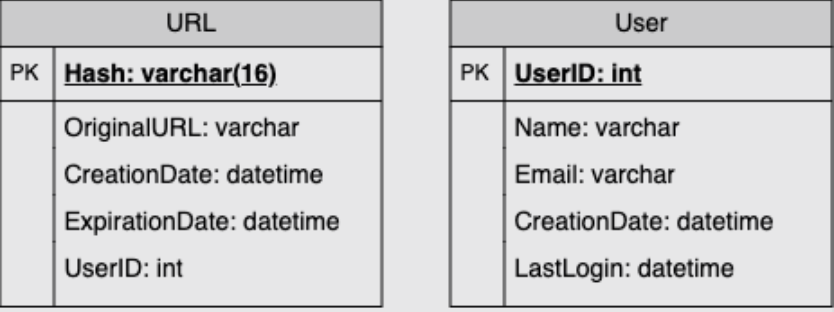 URL
PK Hash: varchar(16)
OriginalURL: varchar
CreationDate: datetime
ExpirationDate: datetime
UserID: int
User
PK UserID: int
Name: varchar
Email: varchar
CreationDate: datetime
LastLogin: datetime